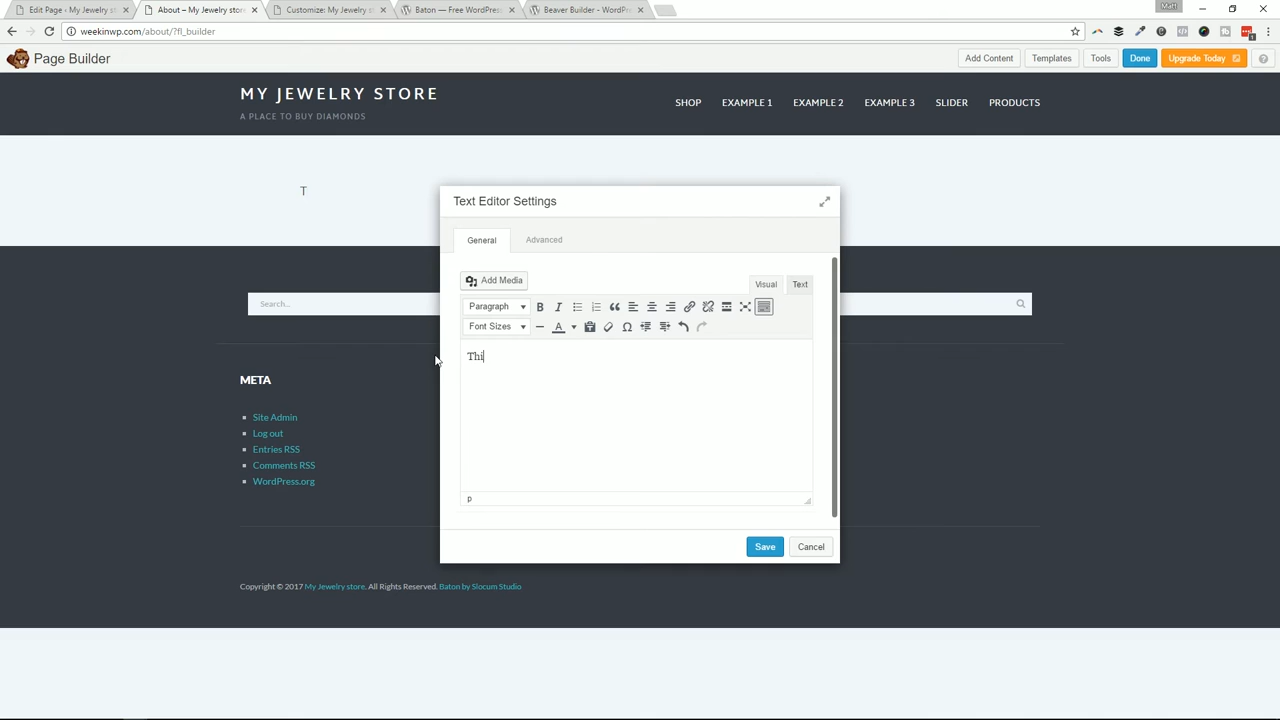 Edit Page ‹ My Jewelry s
About – My Jewelry store
Customize: My Jewelry st
Baton — Free WordPress
Beaver Builder - WordPr
Matt
weekinwp.com/about/?fl_builder
Page Builder
Add Content
Templates
Tools
Done
Upgrade Today
?
MY JEWELRY STORE
A PLACE TO BUY DIAMONDS
SHOP
EXAMPLE 1
EXAMPLE 2
EXAMPLE 3
SLIDER
PRODUCTS
T
Text Editor Settings
General
Advanced
Add Media
Visual
Text
Paragraph
Font Sizes
Thi
p
Save
Cancel
Search...
META
Site Admin
Log out
Entries RSS
Comments RSS
WordPress.org
Copyright © 2017 My Jewelry store. All Rights Reserved. Baton by Slocum Studio